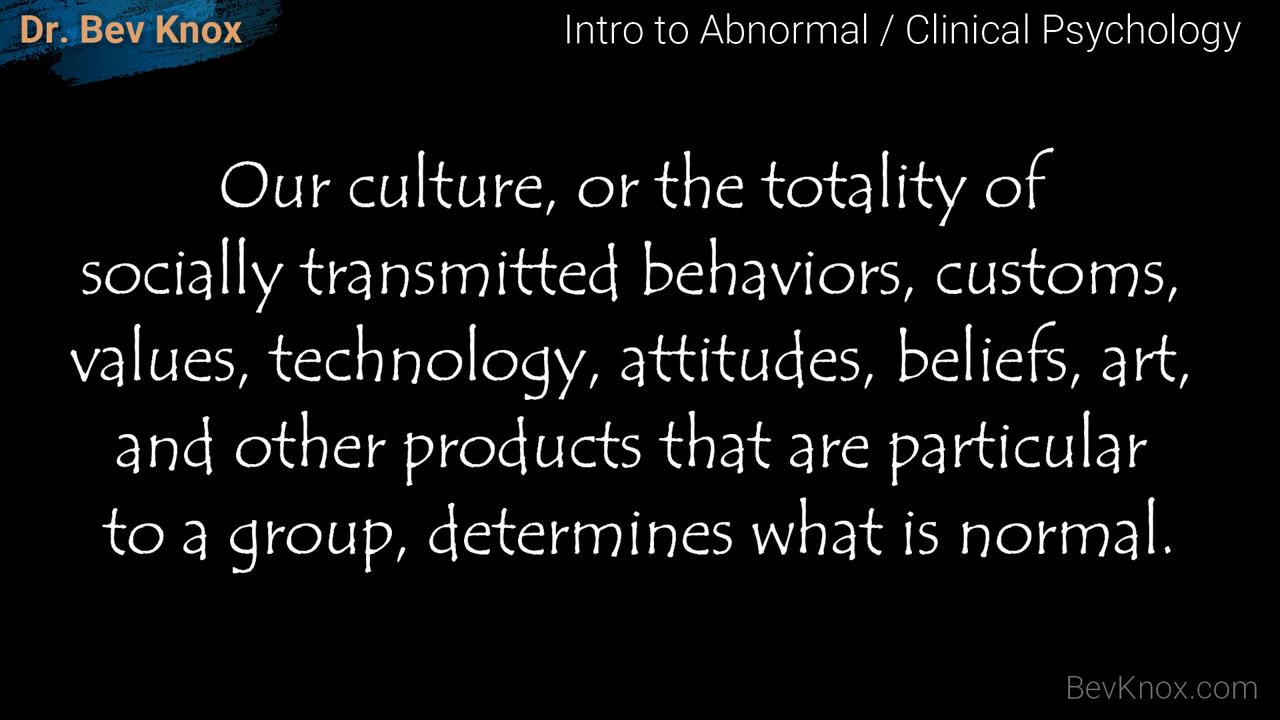 Dr. Bev Knox
Intro to Abnormal / Clinical Psychology
Our culture, or the totality of
socially transmitted behaviors, customs,
values, technology, attitudes, beliefs, art,
and other products that are particular
to a group, determines what is normal.
BevKnox.com